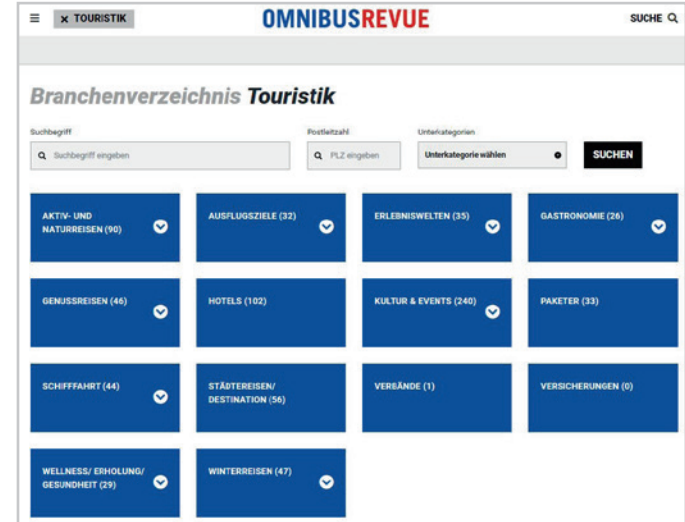 × TOURISTIK
OMNIBUSREVUE
SUCHE
Branchenverzeichnis Touristik
Suchbegriff
Postleitzahl
Unterkategorien
Suchbegriff eingeben
PLZ eingeben
Unterkategorie wählen
SUCHEN
AKTIV- UND
NATURREISEN (90)
AUSFLUGSZIELE (32)
ERLEBNISWELTEN (35)
GASTRONOMIE (26)
GENUSSREISEN (46)
HOTELS (102)
KULTUR & EVENTS (240)
PAKETER (33)
SCHIFFFAHRT (44)
STÄDTEREISEN/
DESTINATION (56)
VERBÄNDE (1)
VERSICHERUNGEN (0)
WELLNESS/ ERHOLUNG/
GESUNDHEIT (29)
WINTERREISEN (47)